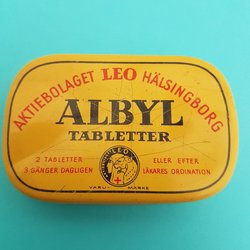 AKTIEBOLAGET LEO HÄLSINGBORG
ALBYL
TABLETTER
2 TABLETTER
3 GÅNGER DAGLIGEN
LEO
VARU- MÄRKE
ELLER EFTER
LÄKARES ORDINATION